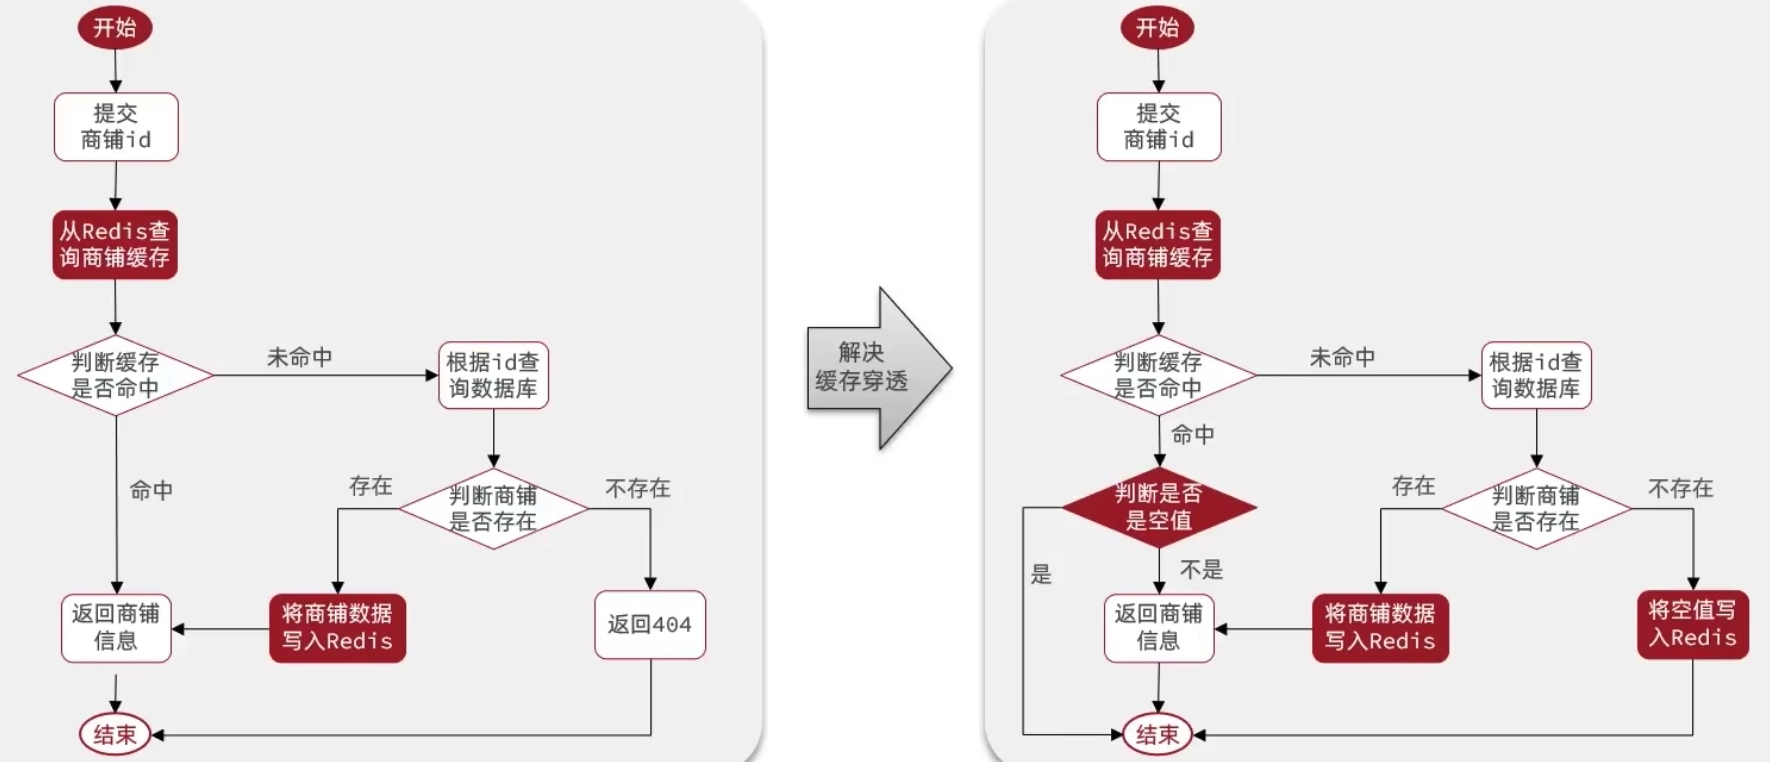 开始
提交
商铺id
从Redis查
询商铺缓存
判断缓存
是否命中
未命中
根据id查
询数据库
命中
存在
判断商铺
是否存在
不存在
返回商铺
信息
将商铺数据
写入Redis
返回404
结束
解决
缓存穿透
开始
提交
商铺id
从Redis查
询商铺缓存
判断缓存
是否命中
未命中
根据id查
询数据库
命中
判断是否
是空值
存在
判断商铺
是否存在
不存在
是
不是
返回商铺
信息
将商铺数据
写入Redis
将空值写
入Redis
结束